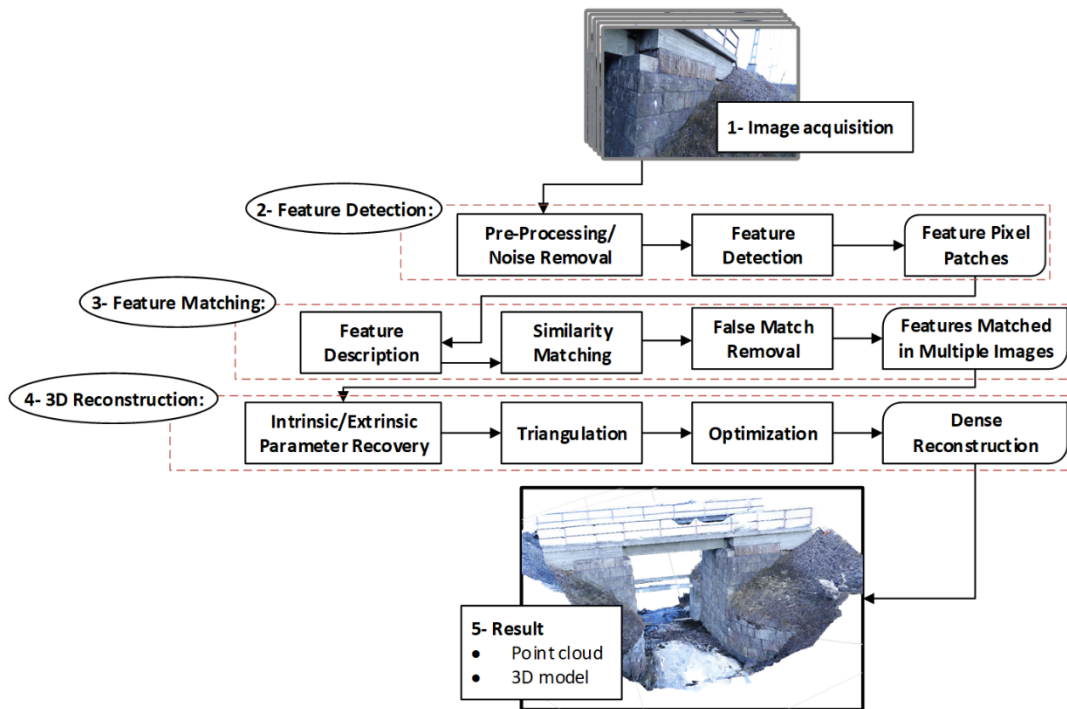 1- Image acquisition
2- Feature Detection:
Pre-Processing/
Noise Removal
Feature
Detection
Feature Pixel
Patches
3- Feature Matching:
Feature
Description
Similarity
Matching
False Match
Removal
Features Matched
in Multiple Images
4- 3D Reconstruction:
Intrinsic/Extrinsic
Parameter Recovery
Triangulation
Optimization
Dense
Reconstruction
5- Result
● Point cloud
● 3D model